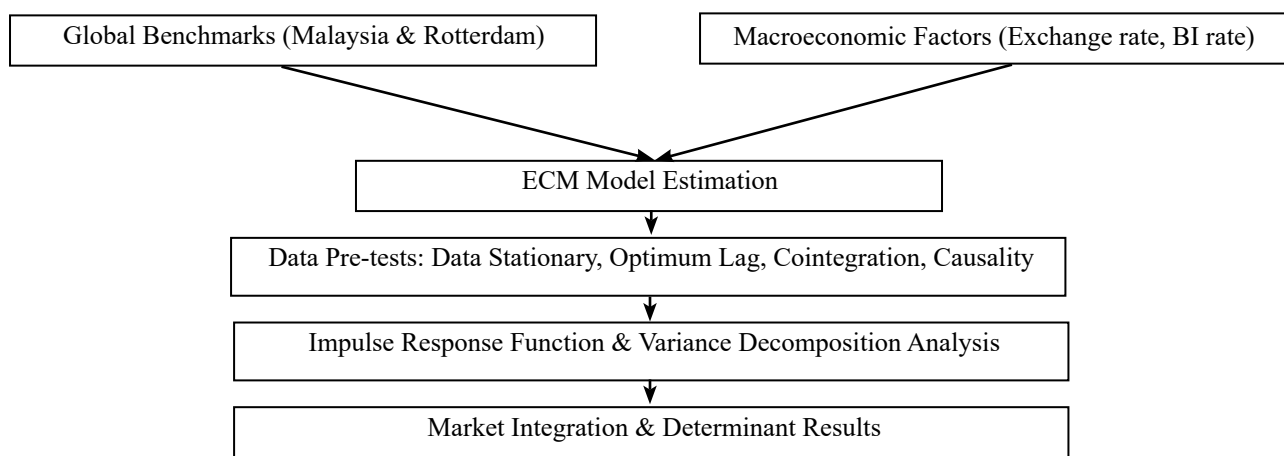 Global Benchmarks (Malaysia & Rotterdam)
Macroeconomic Factors (Exchange rate, BI rate)
ECM Model Estimation
Data Pre-tests: Data Stationary, Optimum Lag, Cointegration, Causality
Impulse Response Function & Variance Decomposition Analysis
Market Integration & Determinant Results